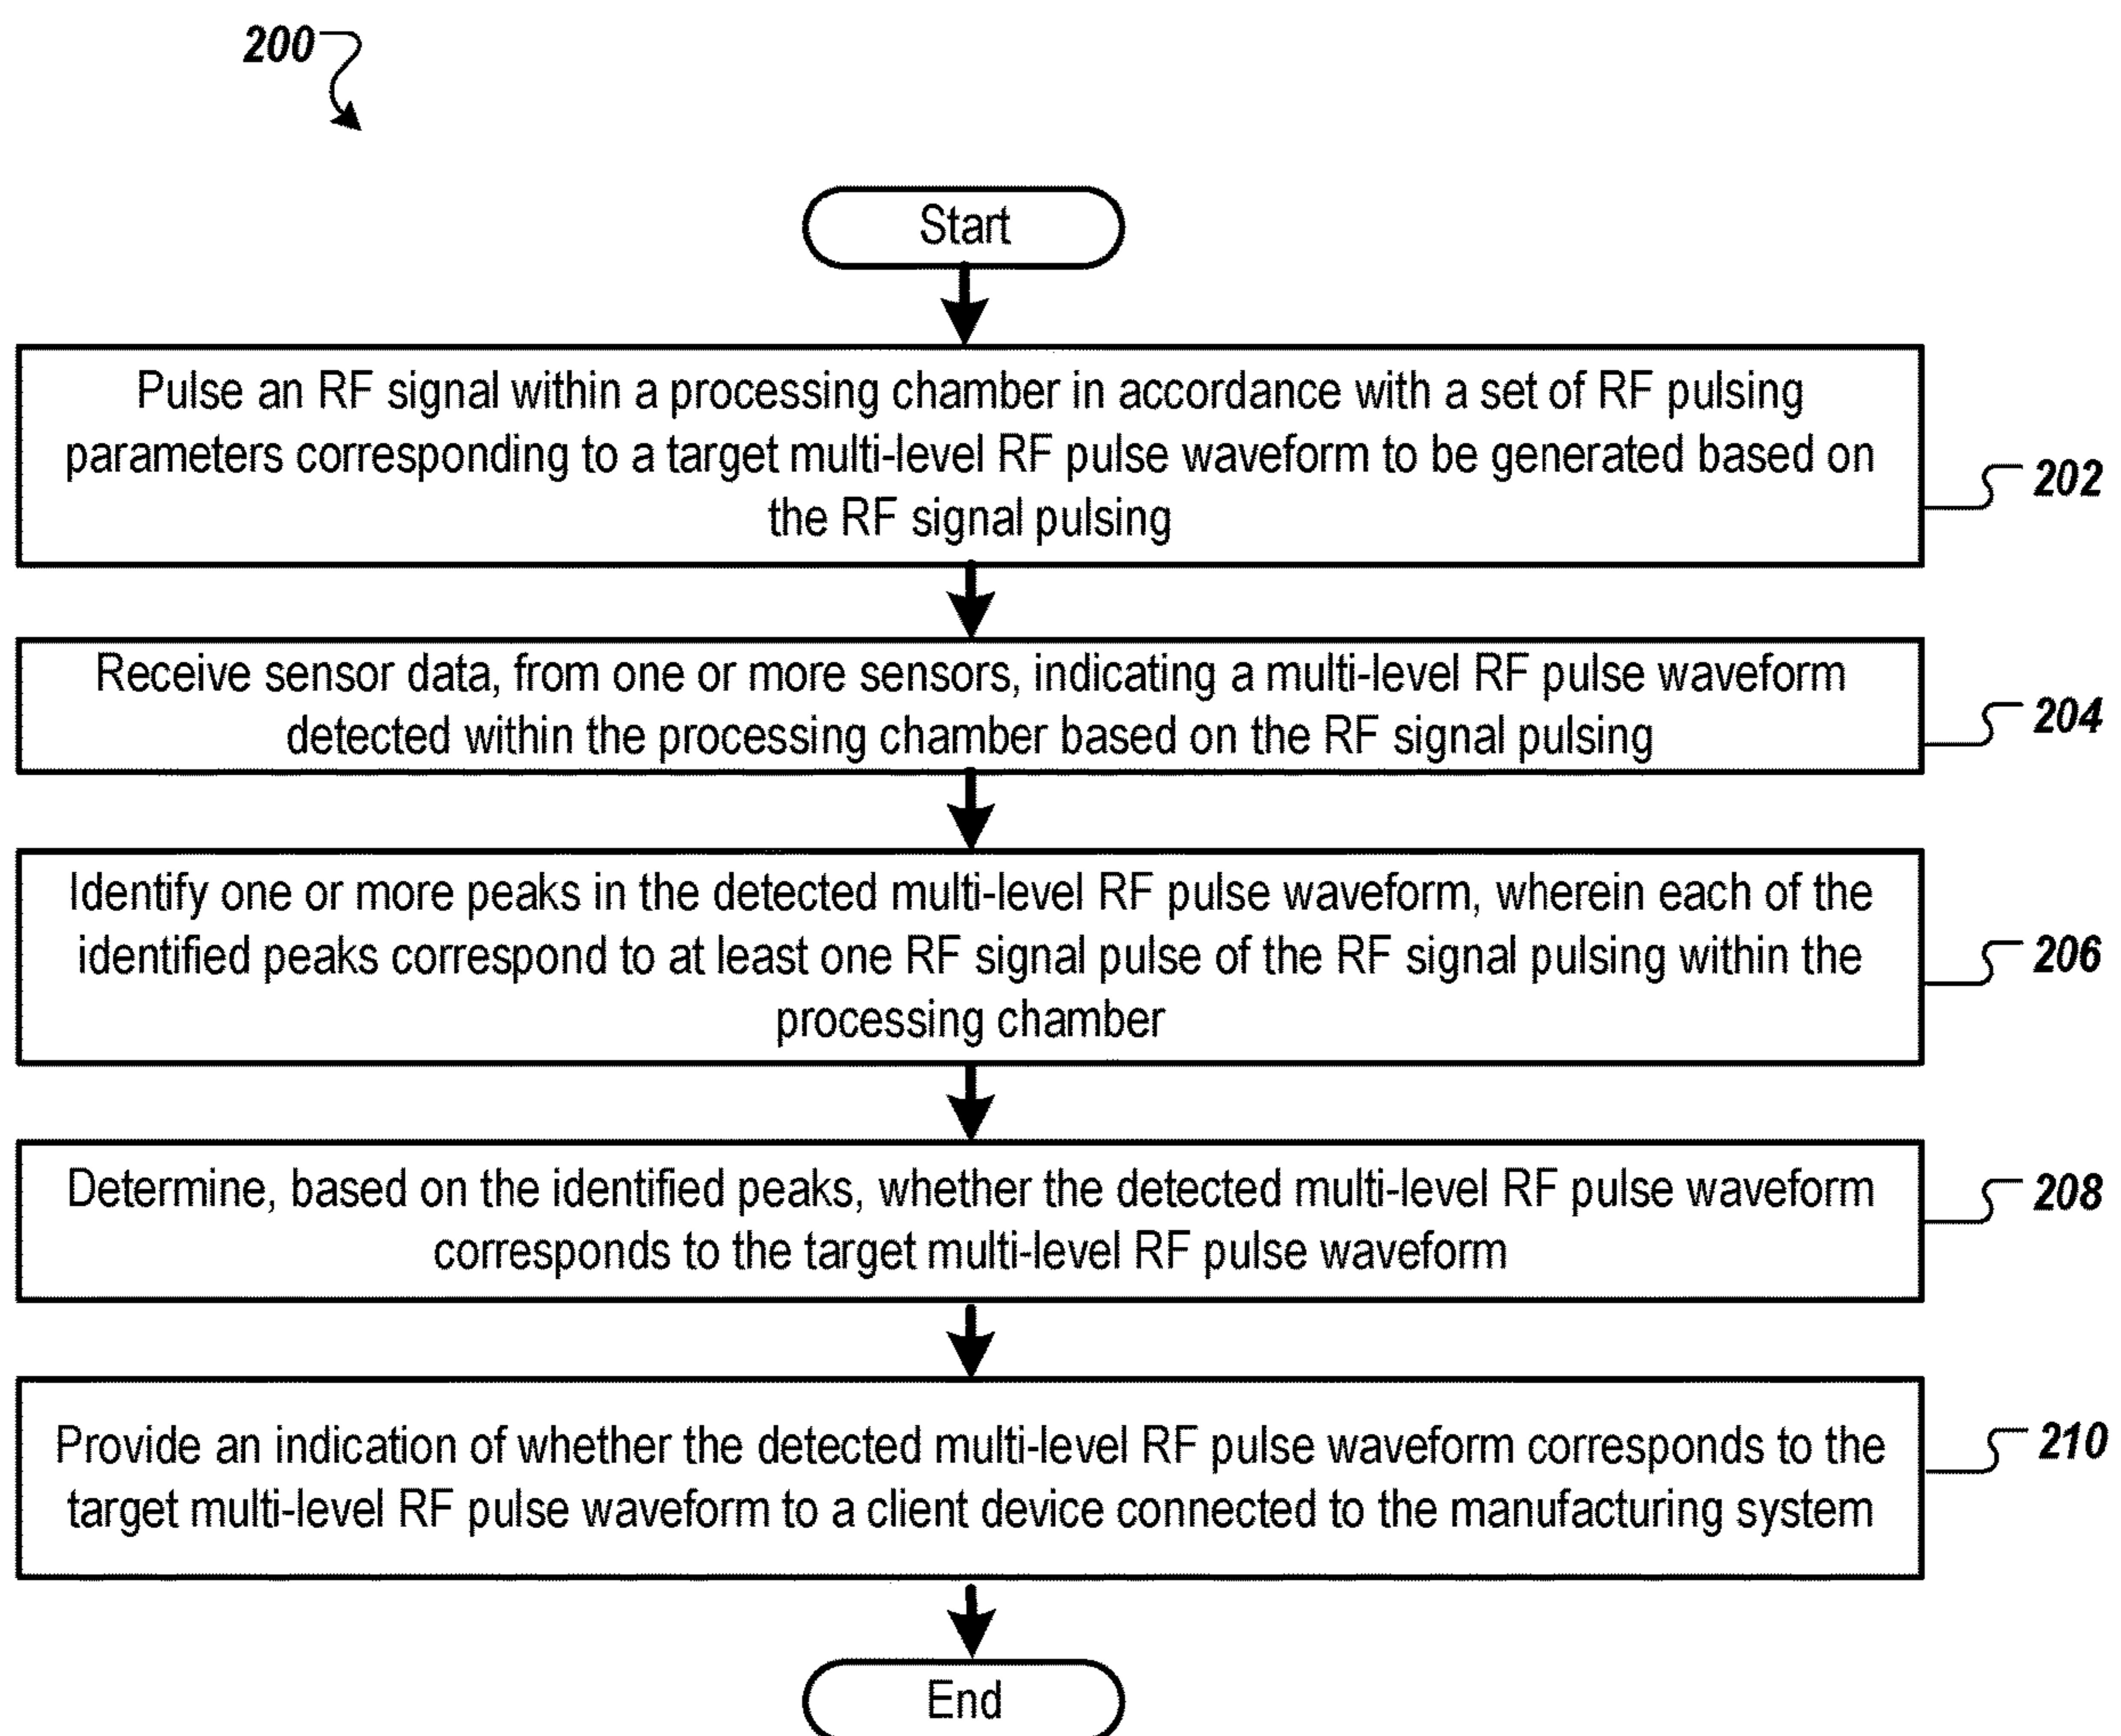 200
Start
Pulse an RF signal within a processing chamber in accordance with a set of RF pulsing
parameters corresponding to a target multi-level RF pulse waveform to be generated based on
the RF signal pulsing
202
Receive sensor data, from one or more sensors, indicating a multi-level RF pulse waveform
detected within the processing chamber based on the RF signal pulsing
204
Identify one or more peaks in the detected multi-level RF pulse waveform, wherein each of the
identified peaks correspond to at least one RF signal pulse of the RF signal pulsing within the
processing chamber
206
Determine, based on the identified peaks, whether the detected multi-level RF pulse waveform
corresponds to the target multi-level RF pulse waveform
208
Provide an indication of whether the detected multi-level RF pulse waveform corresponds to the
target multi-level RF pulse waveform to a client device connected to the manufacturing system
210
End